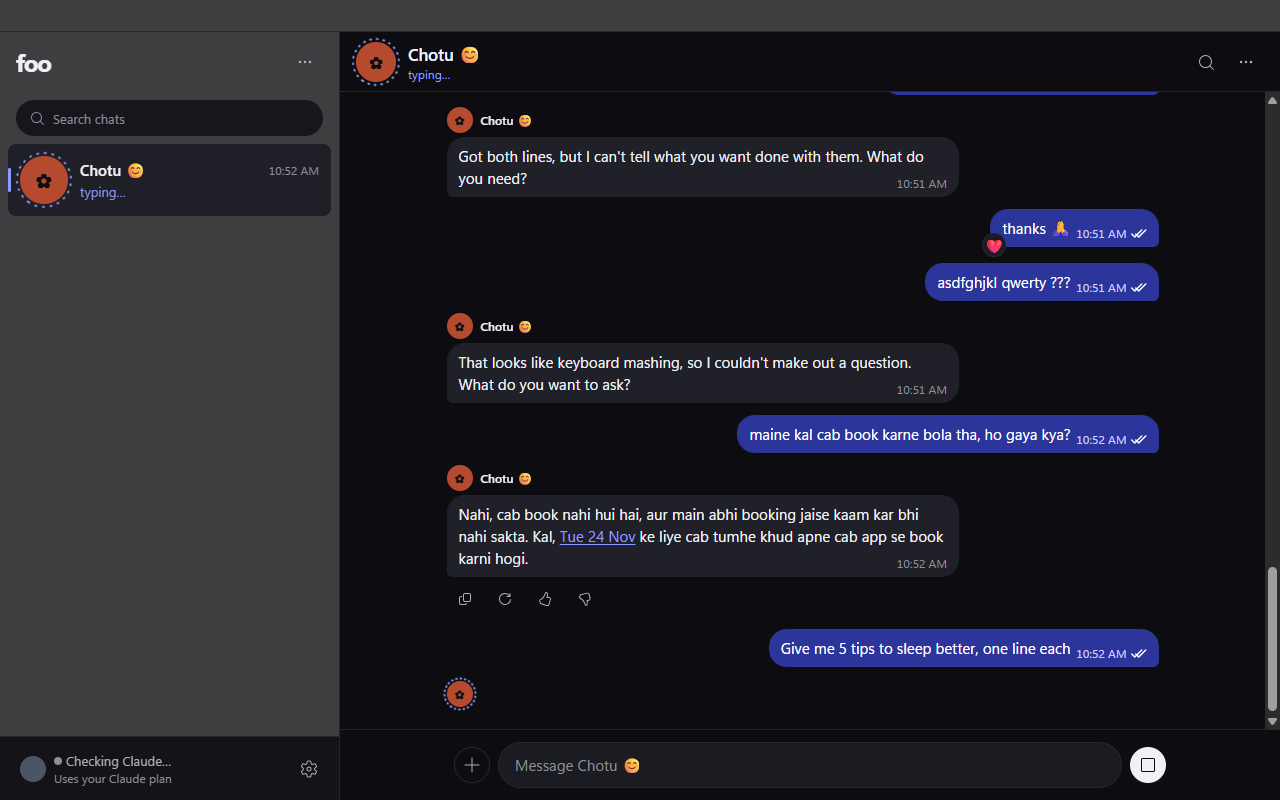 foo
Search chats
Chotu 😊
10:52 AM
typing...
Checking Claude...
Uses your Claude plan
Chotu 😊
typing...
Chotu 😊
Got both lines, but I can't tell what you want done with them. What do
you need?
10:51 AM
thanks 🙏 10:51 AM
❤️
asdfghjkl qwerty ??? 10:51 AM
Chotu 😊
That looks like keyboard mashing, so I couldn't make out a question.
What do you want to ask?
10:51 AM
maine kal cab book karne bola tha, ho gaya kya? 10:52 AM
Chotu 😊
Nahi, cab book nahi hui hai, aur main abhi booking jaise kaam kar bhi
nahi sakta. Kal, Tue 24 Nov ke liye cab tumhe khud apne cab app se book
karni hogi.
10:52 AM
Give me 5 tips to sleep better, one line each 10:52 AM
Message Chotu 😊